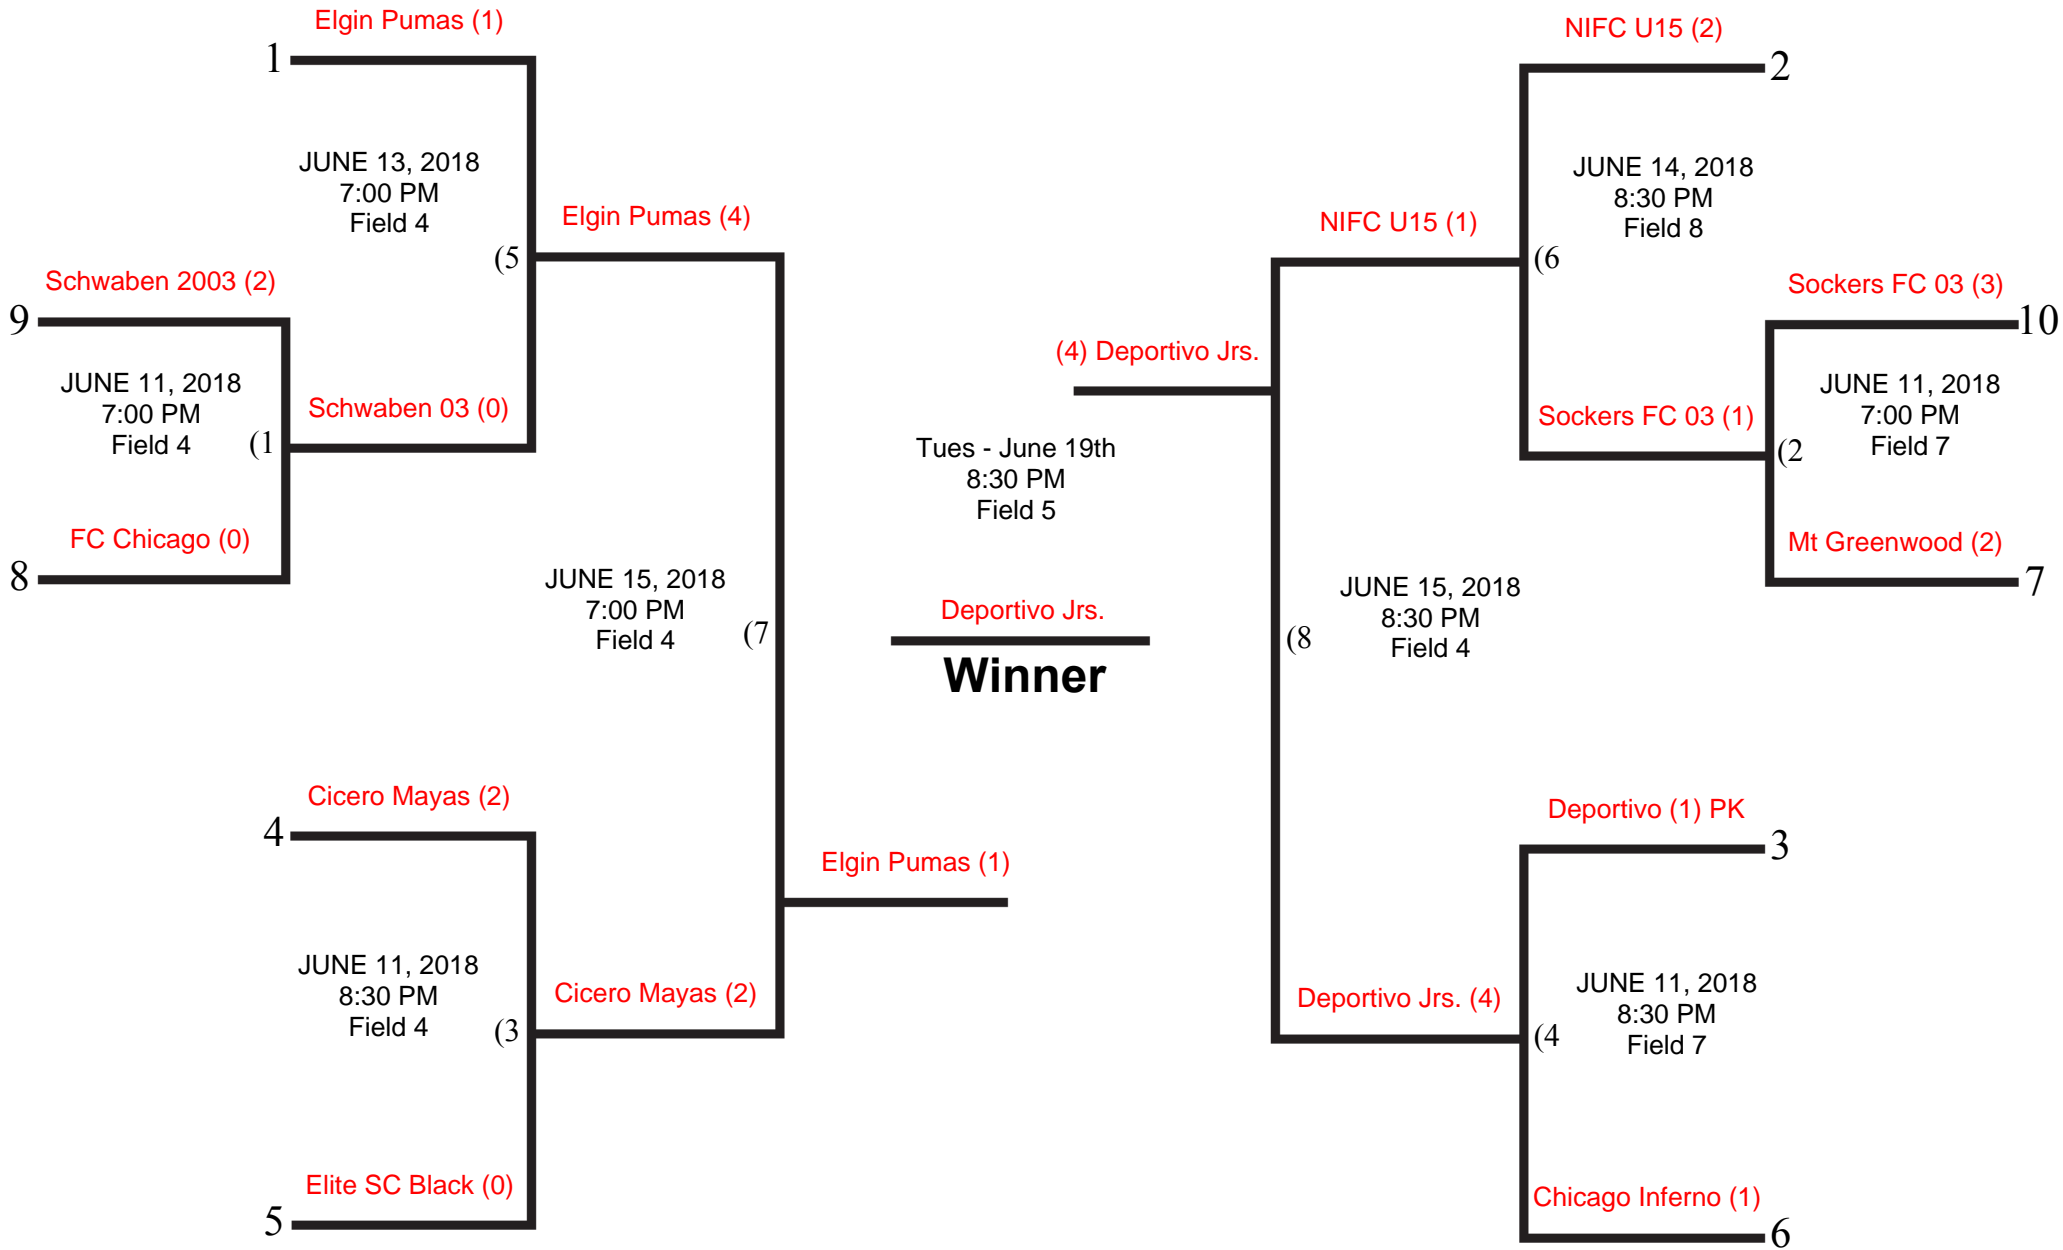 Elgin Pumas (1)
1
JUNE 13, 2018
7:00 PM
Field 4
(5
Elgin Pumas (4)
Schwaben 2003 (2)
9
JUNE 11, 2018
7:00 PM
Field 4
(1
Schwaben 03 (0)
FC Chicago (0)
8
JUNE 15, 2018
7:00 PM
Field 4
(7
Cicero Mayas (2)
4
JUNE 11, 2018
8:30 PM
Field 4
(3
Cicero Mayas (2)
Elite SC Black (0)
5
Elgin Pumas (1)
(4) Deportivo Jrs.
Tues - June 19th
8:30 PM
Field 5
Deportivo Jrs.
Winner
NIFC U15 (2)
2
JUNE 14, 2018
8:30 PM
Field 8
NIFC U15 (1)
(6
Sockers FC 03 (3)
10
JUNE 11, 2018
7:00 PM
Field 7
Sockers FC 03 (1)
(2
Mt Greenwood (2)
7
JUNE 15, 2018
8:30 PM
Field 4
(8
Deportivo (1) PK
3
JUNE 11, 2018
8:30 PM
Field 7
Deportivo Jrs. (4)
(4
Chicago Inferno (1)
6